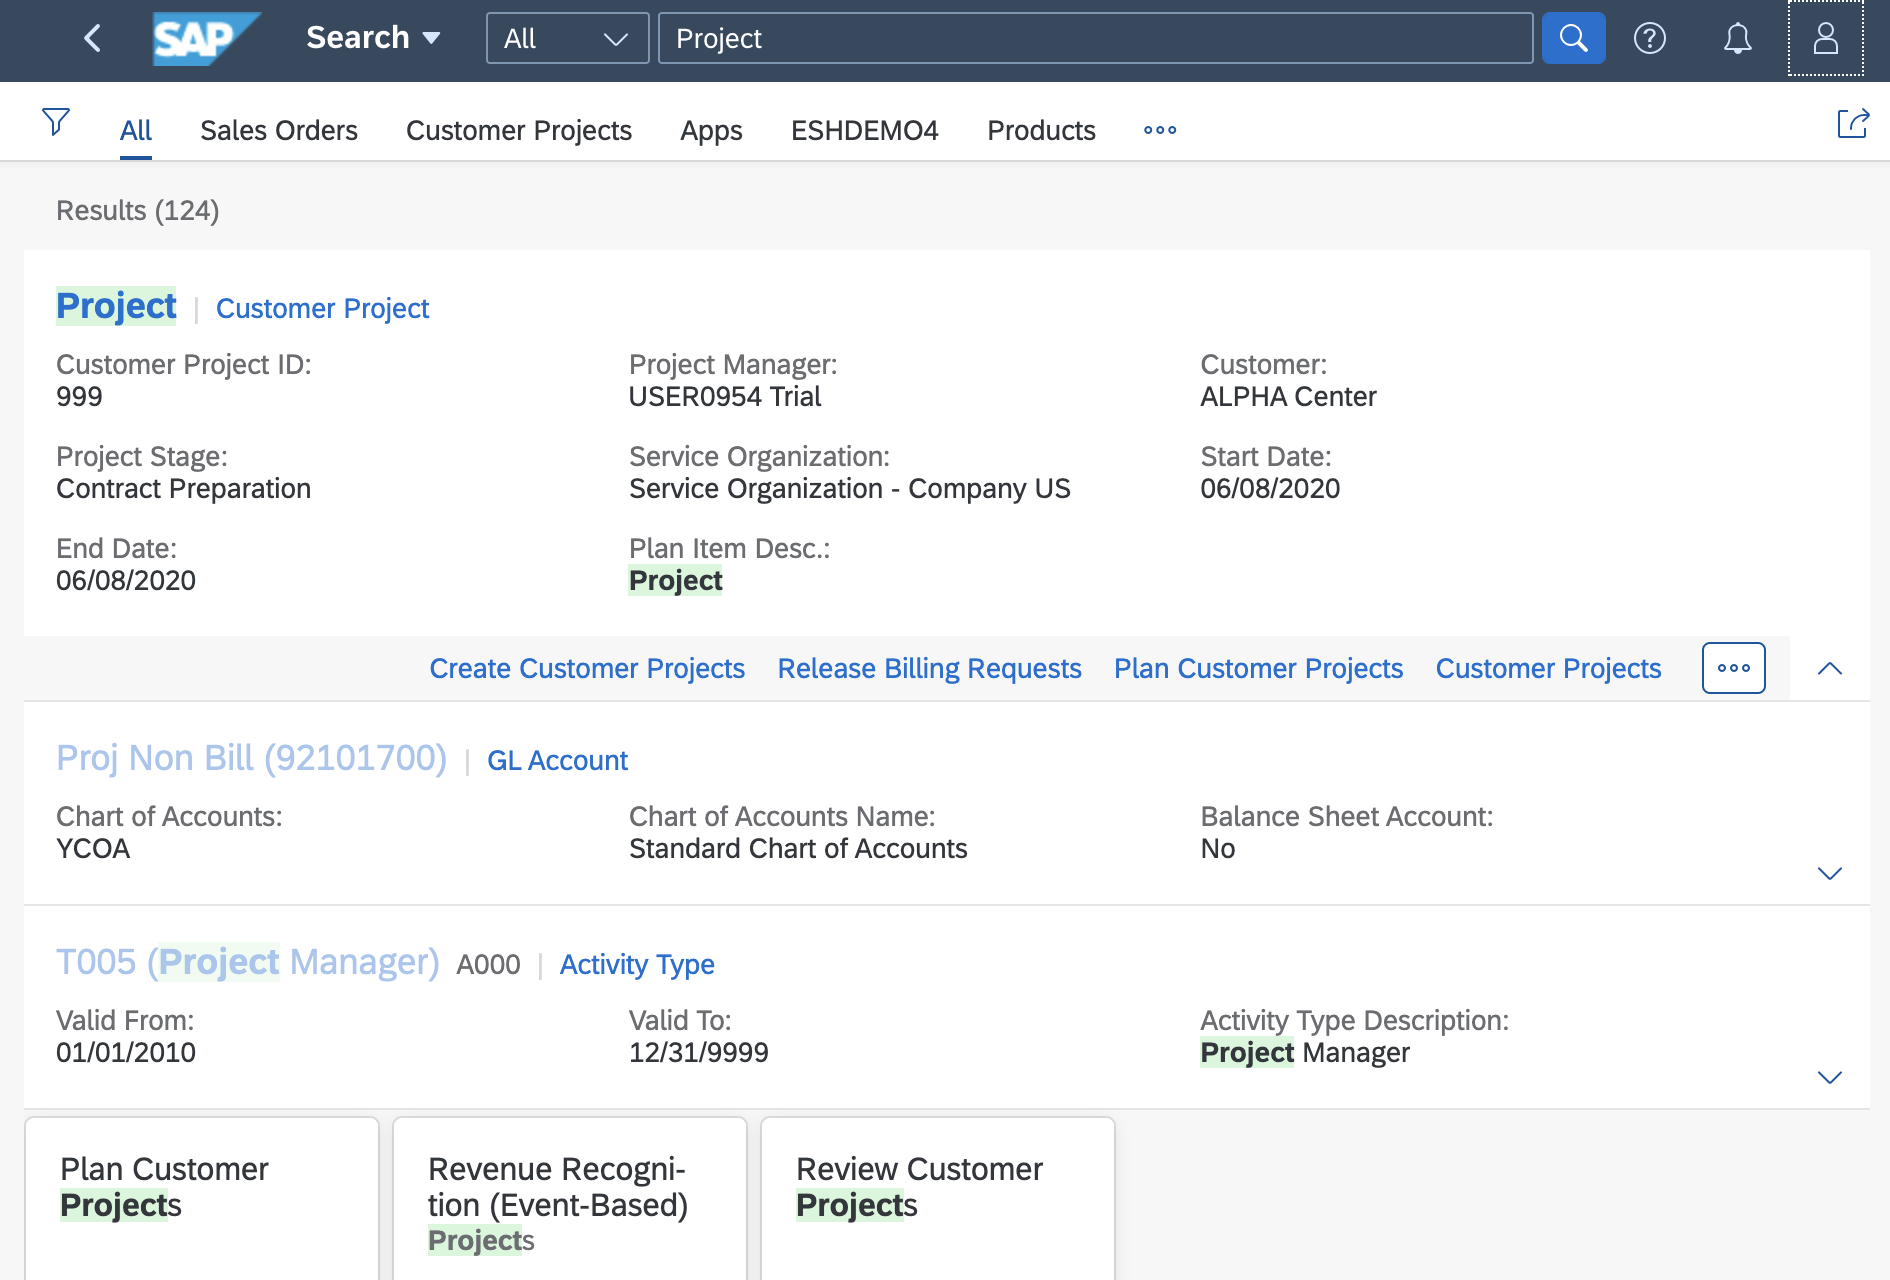 SAP Search All Project
All Sales Orders Customer Projects Apps ESHDEMO4 Products
Results (124)
Project | Customer Project
Customer Project ID: Project Manager: Customer:
999 USER0954 Trial ALPHA Center
Project Stage: Service Organization: Start Date:
Contract Preparation Service Organization - Company US 06/08/2020
End Date: Plan Item Desc.:
06/08/2020 Project
Create Customer Projects Release Billing Requests Plan Customer Projects Customer Projects
Proj Non Bill (92101700) | GL Account
Chart of Accounts: Chart of Accounts Name: Balance Sheet Account:
YCOA Standard Chart of Accounts No
T005 (Project Manager) A000 | Activity Type
Valid From: Valid To: Activity Type Description:
01/01/2010 12/31/9999 Project Manager
Plan Customer
Projects
Revenue Recogni-
tion (Event-Based)
Projects
Review Customer
Projects